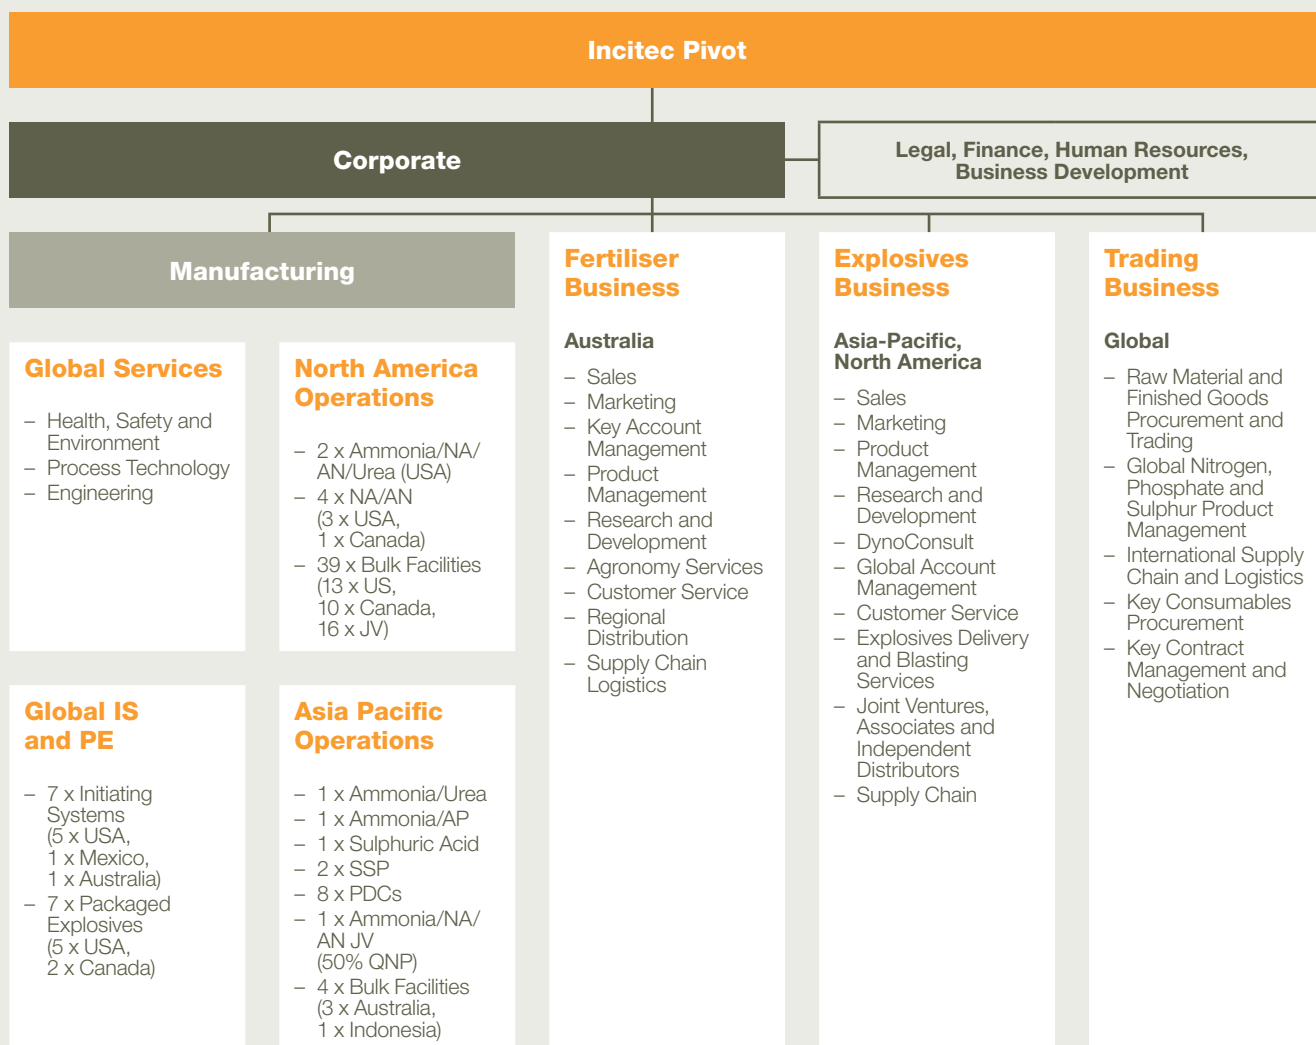 Incitec Pivot
Corporate
Legal, Finance, Human Resources,
Business Development
Manufacturing
Global Services
– Health, Safety and
Environment
– Process Technology
– Engineering
North America
Operations
– 2 x Ammonia/NA/
AN/Urea (USA)
– 4 x NA/AN
(3 x USA,
1 x Canada)
– 39 x Bulk Facilities
(13 x US,
10 x Canada,
16 x JV)
Global IS
and PE
– 7 x Initiating
Systems
(5 x USA,
1 x Mexico,
1 x Australia)
– 7 x Packaged
Explosives
(5 x USA,
2 x Canada)
Asia Pacific
Operations
– 1 x Ammonia/Urea
– 1 x Ammonia/AP
– 1 x Sulphuric Acid
– 2 x SSP
– 8 x PDCs
– 1 x Ammonia/NA/
AN JV
(50% QNP)
– 4 x Bulk Facilities
(3 x Australia,
1 x Indonesia)
Fertiliser
Business
Australia
– Sales
– Marketing
– Key Account
Management
– Product
Management
– Research and
Development
– Agronomy Services
– Customer Service
– Regional
Distribution
– Supply Chain
Logistics
Explosives
Business
Asia-Pacific,
North America
– Sales
– Marketing
– Product
Management
– Research and
Development
– DynoConsult
– Global Account
Management
– Customer Service
– Explosives Delivery
and Blasting
Services
– Joint Ventures,
Associates and
Independent
Distributors
– Supply Chain
Trading
Business
Global
– Raw Material and
Finished Goods
Procurement and
Trading
– Global Nitrogen,
Phosphate and
Sulphur Product
Management
– International Supply
Chain and Logistics
– Key Consumables
Procurement
– Key Contract
Management and
Negotiation